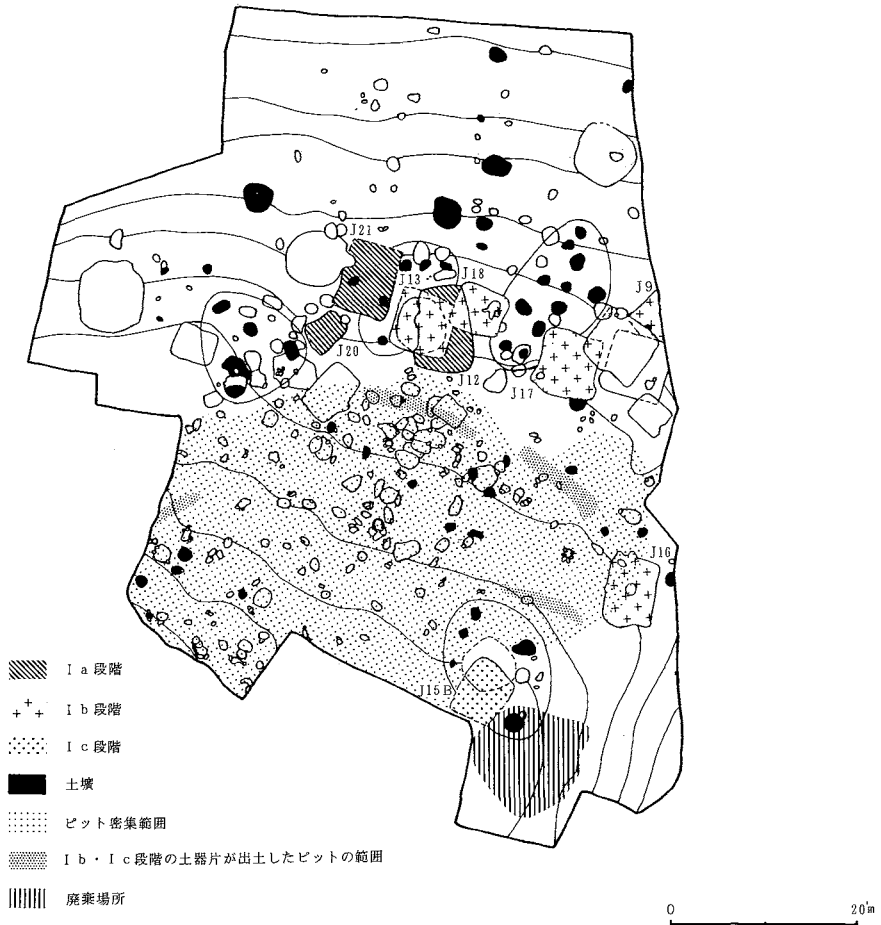 J21
J13
J18
J9
J20
J12
J17
J16
J15B
Ⅰa段階
Ⅰb段階
Ⅰc段階
土壙
ピット密集範囲
Ⅰb・Ⅰc段階の土器片が出土したピットの範囲
廃棄場所
0 20m